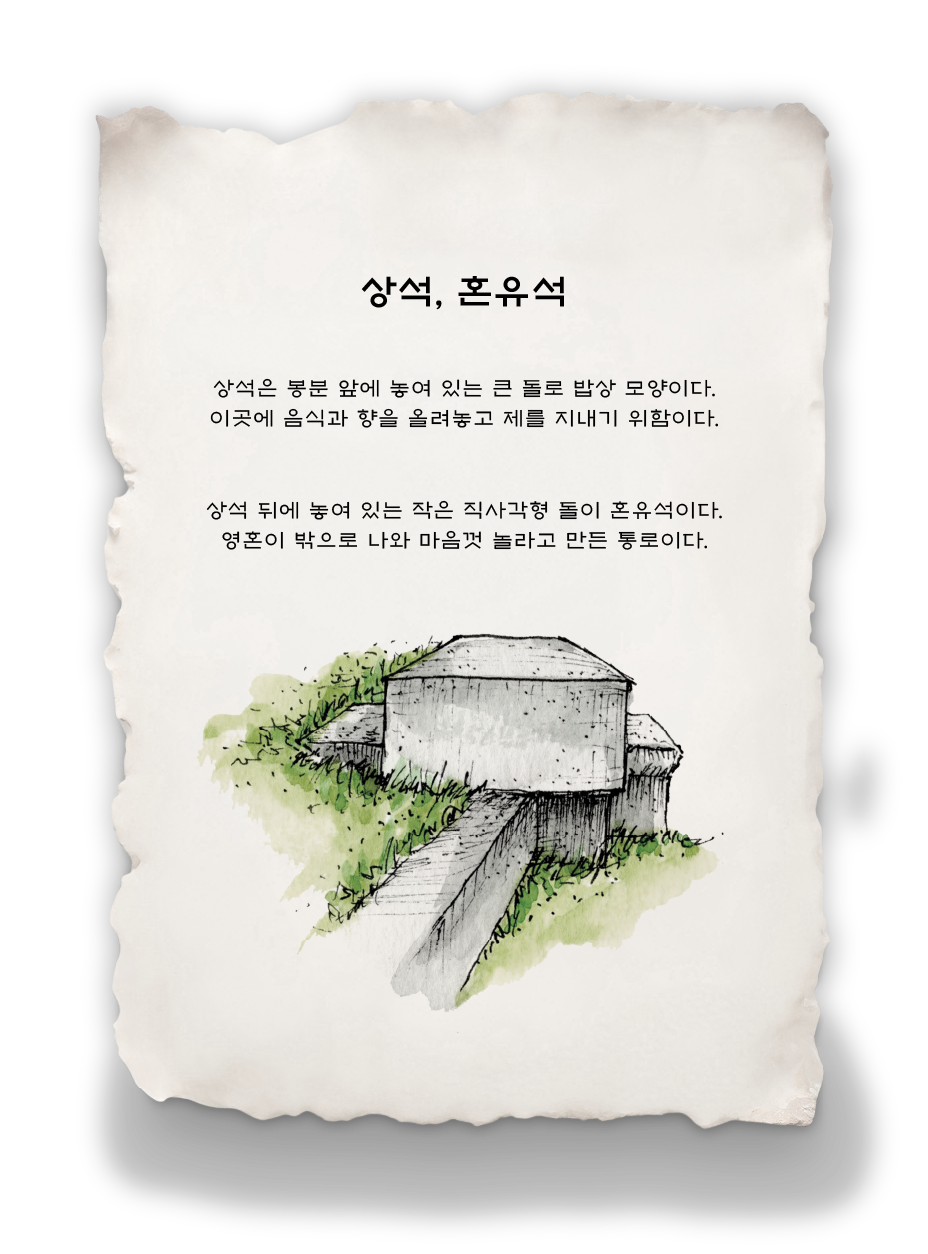 상석, 혼유석
상석은 봉분 앞에 놓여 있는 큰 돌로 밥상 모양이다.
이곳에 음식과 향을 올려놓고 제를 지내기 위함이다.
상석 뒤에 놓여 있는 작은 직사각형 돌이 혼유석이다.
영혼이 밖으로 나와 마음껏 놀라고 만든 통로이다.